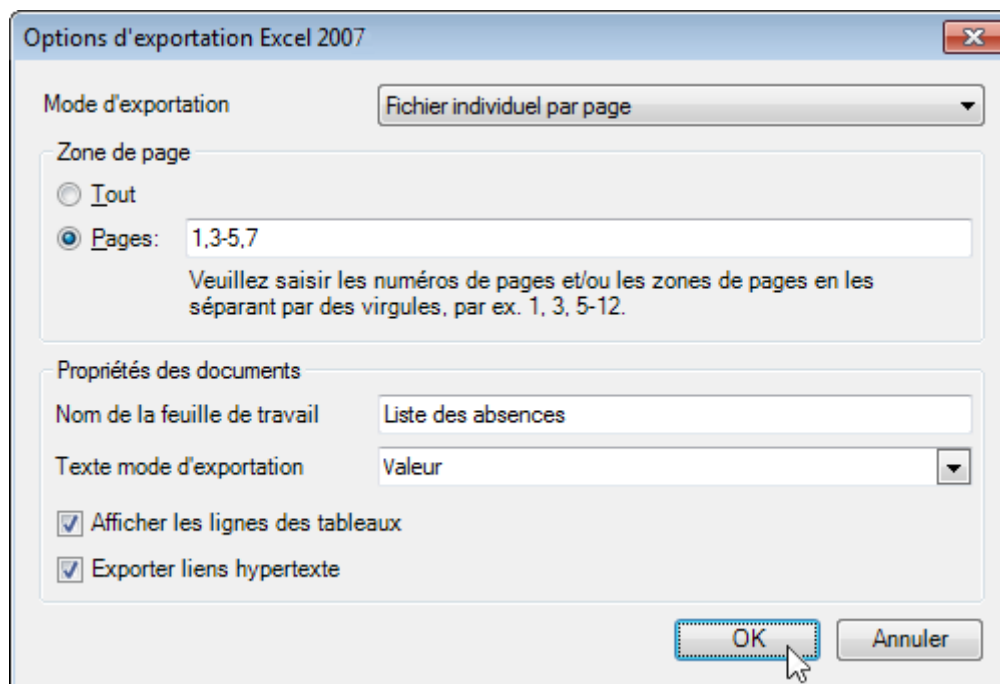 Options d'exportation Excel 2007
Mode d'exportation
Fichier individuel par page
Zone de page
Tout
Pages:
1,3-5,7
Veuillez saisir les numéros de pages et/ou les zones de pages en les
séparant par des virgules, par ex. 1, 3, 5-12.
Propriétés des documents
Nom de la feuille de travail
Liste des absences
Texte mode d'exportation
Valeur
Afficher les lignes des tableaux
Exporter liens hypertexte
OK
Annuler